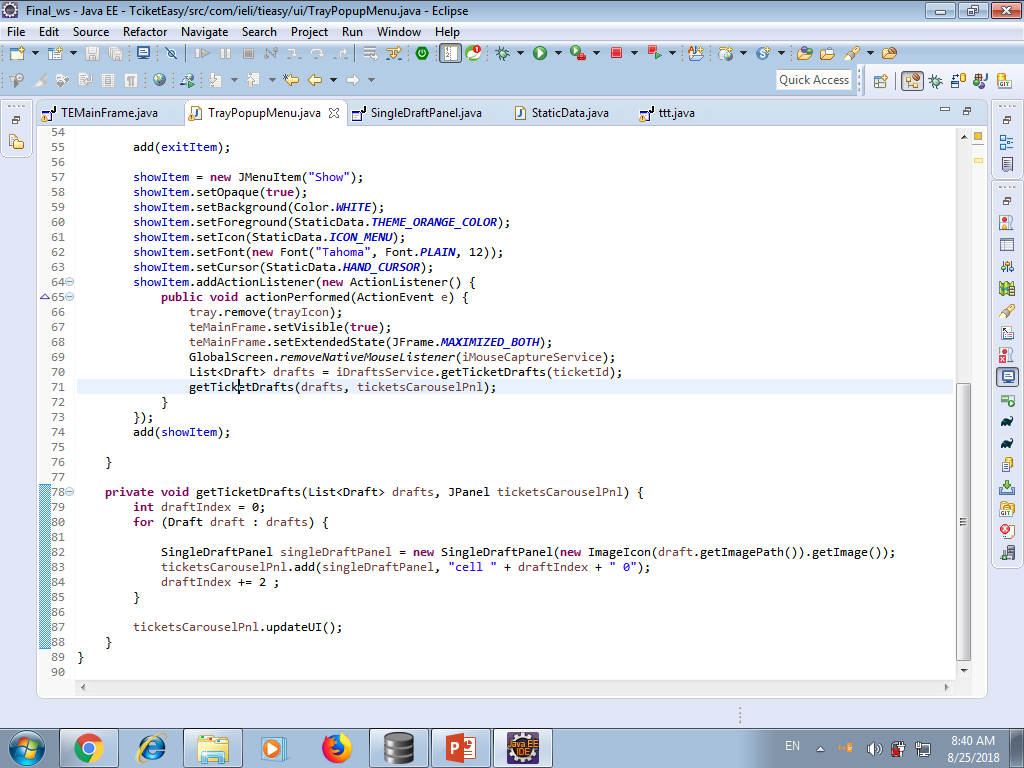 Final_ws - Java EE - TciketEasy/src/com/ieli/tieasy/ui/TrayPopupMenu.java - Eclipse
File Edit Source Refactor Navigate Search Project Run Window Help
Quick Access
TEMainFrame.java TrayPopupMenu.java SingleDraftPanel.java StaticData.java ttt.java
54
55 add(exitItem);
56
57 showItem = new JMenuItem("Show");
58 showItem.setOpaque(true);
59 showItem.setBackground(Color.WHITE);
60 showItem.setForeground(StaticData.THEME_ORANGE_COLOR);
61 showItem.setIcon(StaticData.ICON_MENU);
62 showItem.setFont(new Font("Tahoma", Font.PLAIN, 12));
63 showItem.setCursor(StaticData.HAND_CURSOR);
64 showItem.addActionListener(new ActionListener() {
65 public void actionPerformed(ActionEvent e) {
66 tray.remove(trayIcon);
67 teMainFrame.setVisible(true);
68 teMainFrame.setExtendedState(JFrame.MAXIMIZED_BOTH);
69 GlobalScreen.removeNativeMouseListener(iMouseCaptureService);
70 List<Draft> drafts = iDraftsService.getTicketDrafts(ticketId);
71 getTicketDrafts(drafts, ticketsCarouselPnl);
72 }
73 });
74 add(showItem);
75
76 }
77
78 private void getTicketDrafts(List<Draft> drafts, JPanel ticketsCarouselPnl) {
79 int draftIndex = 0;
80 for (Draft draft : drafts) {
81
82 SingleDraftPanel singleDraftPanel = new SingleDraftPanel(new ImageIcon(draft.getImagePath()).getImage());
83 ticketsCarouselPnl.add(singleDraftPanel, "cell " + draftIndex + " 0");
84 draftIndex += 2 ;
85 }
86
87 ticketsCarouselPnl.updateUI();
88 }
89 }
90
EN
8:40 AM
8/25/2018